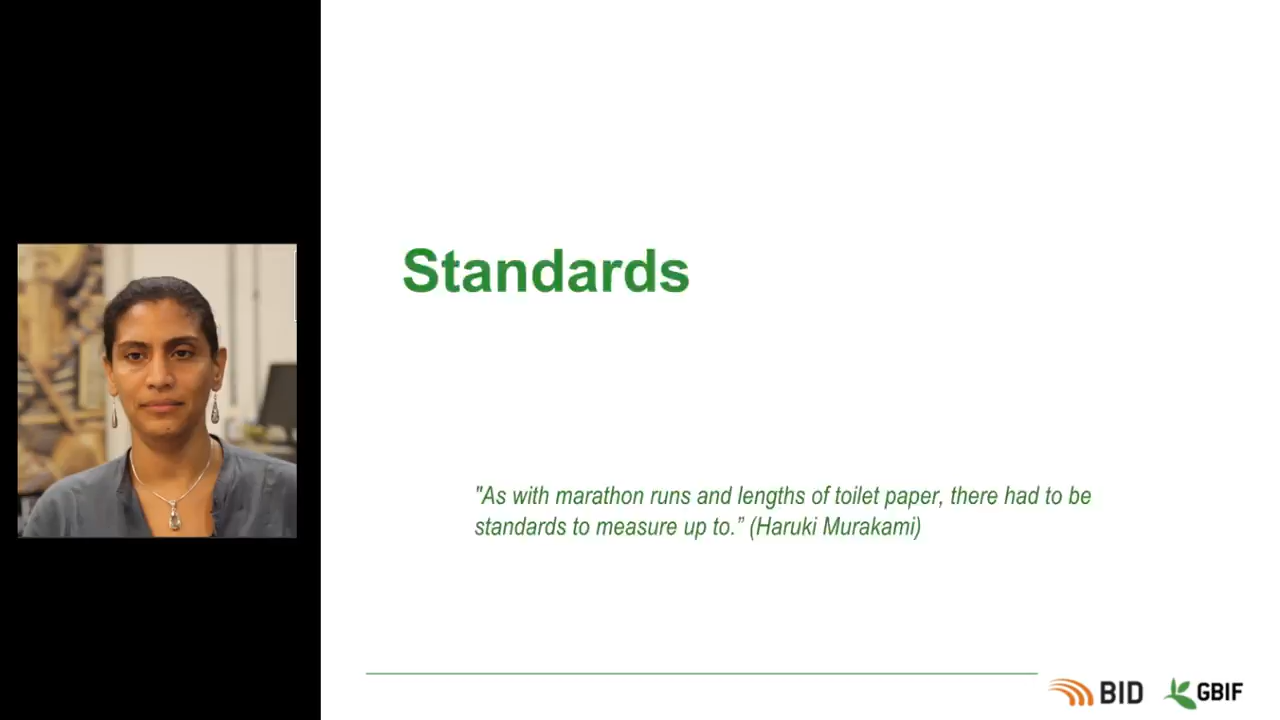 Standards
"As with marathon runs and lengths of toilet paper, there had to be
standards to measure up to.” (Haruki Murakami)
BID
GBIF